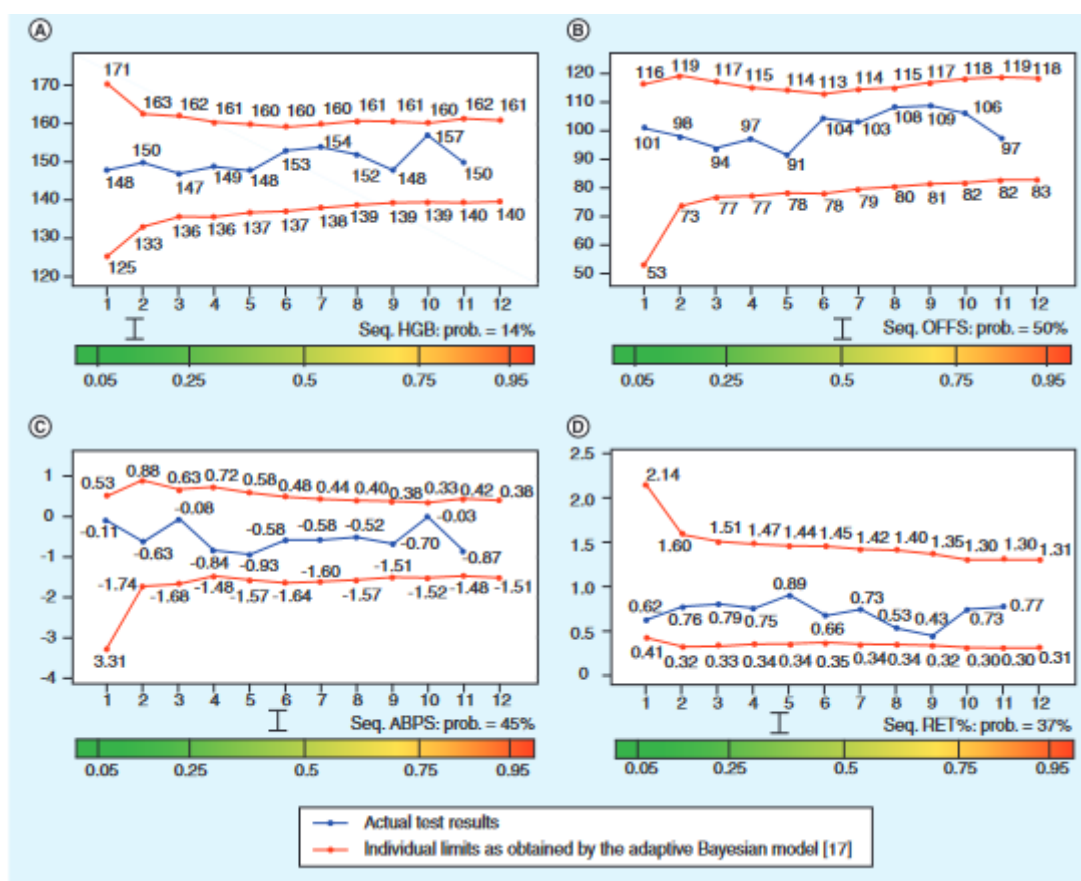 A
171 163 162 161 160 160 160 161 161 160 162 161
170
160
150
140
130
120
148 150 147 149 148 153 154 152 148 157 150
125 133 136 136 137 137 138 139 139 139 140 140
1 2 3 4 5 6 7 8 9 10 11 12
Seq. HGB: prob. = 14%
0.05 0.25 0.5 0.75 0.95
B
116 119 117 115 114 113 114 115 117 118 119 118
120
110
100
90
80
70
60
50
101 98 94 97 91 104 103 108 109 106 97
53 73 77 77 78 78 79 80 81 82 82 83
1 2 3 4 5 6 7 8 9 10 11 12
Seq. OFFS: prob. = 50%
0.05 0.25 0.5 0.75 0.95
C
0.53 0.88 0.63 0.72 0.58 0.48 0.44 0.40 0.38 0.33 0.42 0.38
1
0
-1
-2
-3
-4
-0.11 -0.63 -0.08 -0.84 -0.93 -0.58 -0.58 -0.52 -0.70 -0.03 -0.87
3.31 -1.74 -1.68 -1.48 -1.57 -1.64 -1.60 -1.57 -1.51 -1.52 -1.48 -1.51
1 2 3 4 5 6 7 8 9 10 11 12
Seq. ABPS: prob. = 45%
0.05 0.25 0.5 0.75 0.95
D
2.14 1.60 1.51 1.47 1.44 1.45 1.42 1.40 1.35 1.30 1.30 1.31
2.5
2.0
1.5
1.0
0.5
0
0.62 0.76 0.79 0.75 0.89 0.66 0.73 0.53 0.43 0.73 0.77
0.41 0.32 0.33 0.34 0.34 0.35 0.34 0.34 0.32 0.30 0.30 0.31
1 2 3 4 5 6 7 8 9 10 11 12
Seq. RET%: prob. = 37%
0.05 0.25 0.5 0.75 0.95
Actual test results
Individual limits as obtained by the adaptive Bayesian model [17]